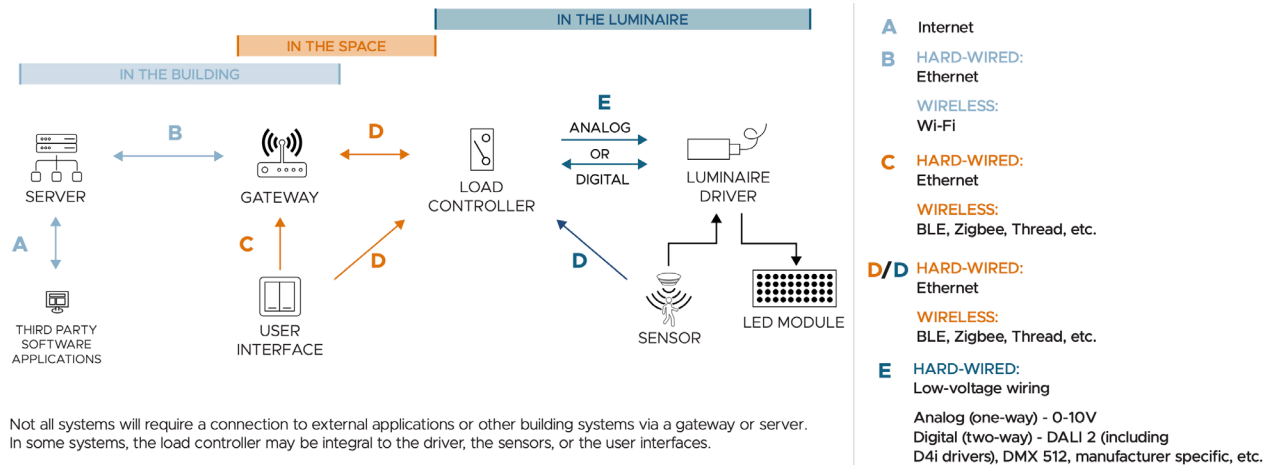 IN THE LUMINAIRE
IN THE SPACE
IN THE BUILDING
E
B
D
ANALOG
OR
DIGITAL
SERVER
GATEWAY
LOAD
CONTROLLER
LUMINAIRE
DRIVER
A
C
D
D
THIRD PARTY
SOFTWARE
APPLICATIONS
USER
INTERFACE
SENSOR
LED MODULE
Not all systems will require a connection to external applications or other building systems via a gateway or server.
In some systems, the load controller may be integral to the driver, the sensors, or the user interfaces.
A Internet
B HARD-WIRED:
Ethernet
WIRELESS:
Wi-Fi
C HARD-WIRED:
Ethernet
WIRELESS:
BLE, Zigbee, Thread, etc.
D/D HARD-WIRED:
Ethernet
WIRELESS:
BLE, Zigbee, Thread, etc.
E HARD-WIRED:
Low-voltage wiring
Analog (one-way) - 0-10V
Digital (two-way) - DALI 2 (including
D4i drivers), DMX 512, manufacturer specific, etc.